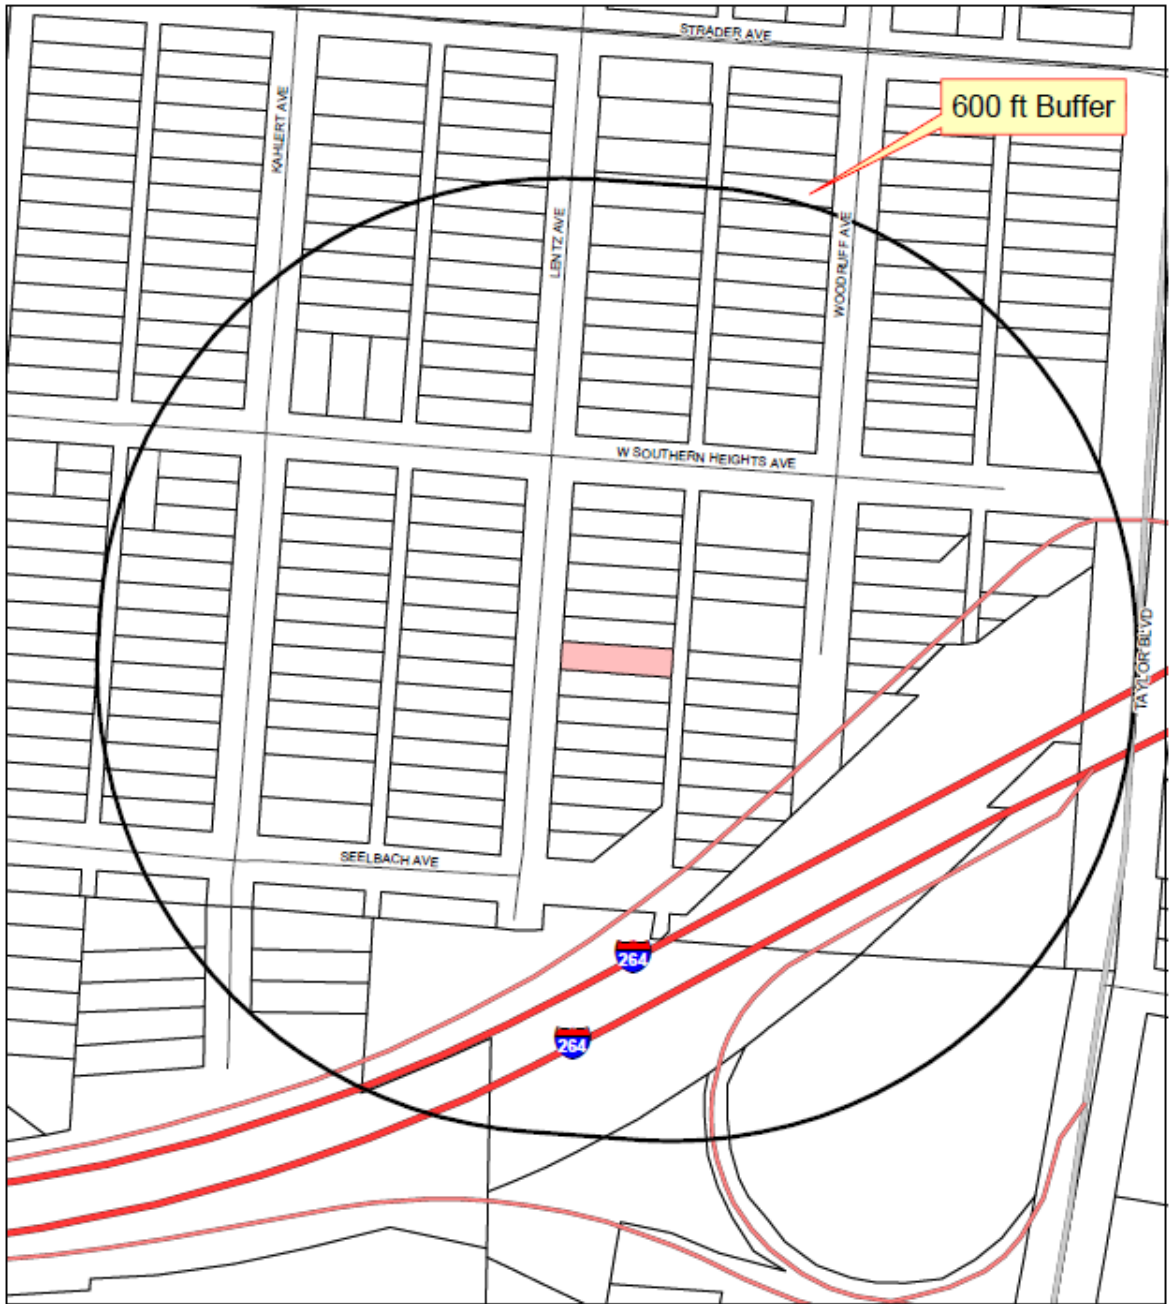 STRADER AVE
600 ft Buffer
KAHLERT AVE
LENTZ AVE
WOODRUFF AVE
W SOUTHERN HEIGHTS AVE
TAYLOR BLVD
SEELBACH AVE
264
264